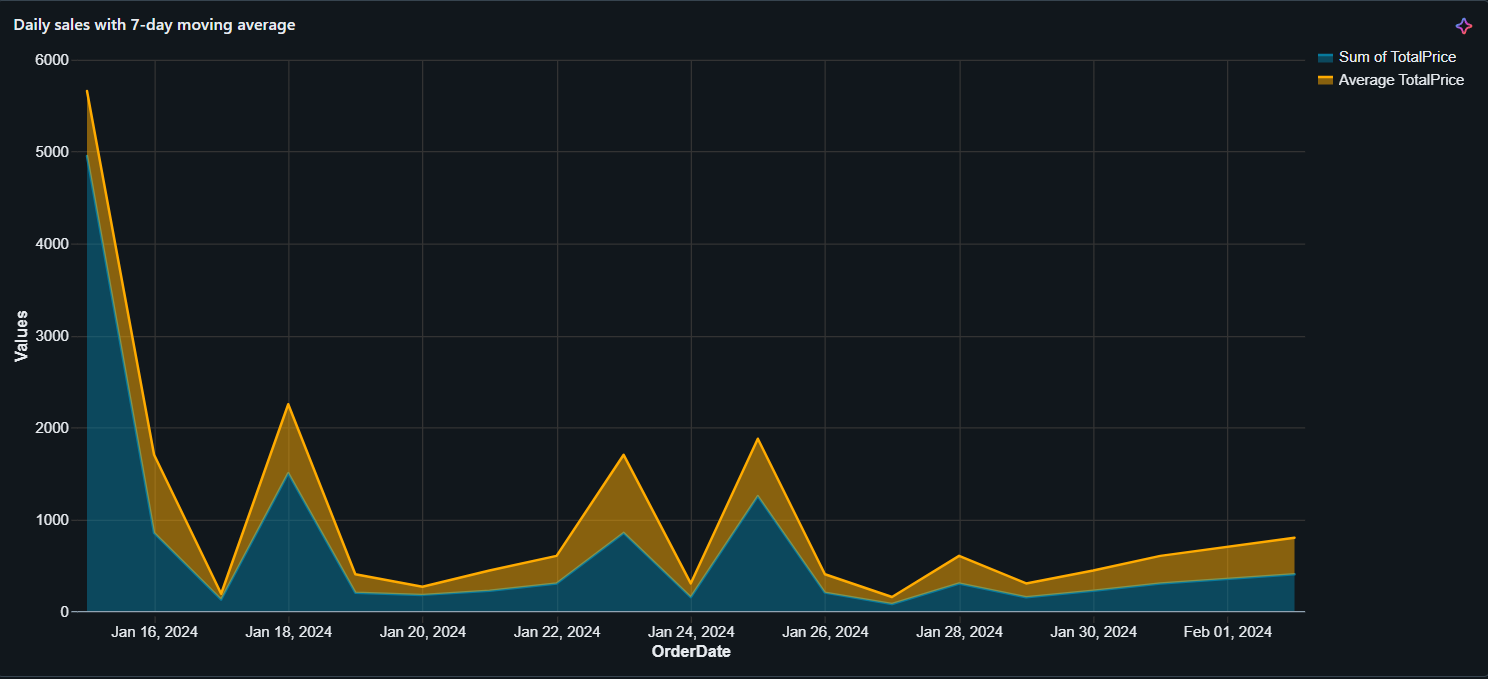 Daily sales with 7-day moving average
Sum of TotalPrice
Average TotalPrice
6000
5000
4000
3000
2000
1000
0
Values
Jan 16, 2024
Jan 18, 2024
Jan 20, 2024
Jan 22, 2024
Jan 24, 2024
Jan 26, 2024
Jan 28, 2024
Jan 30, 2024
Feb 01, 2024
OrderDate